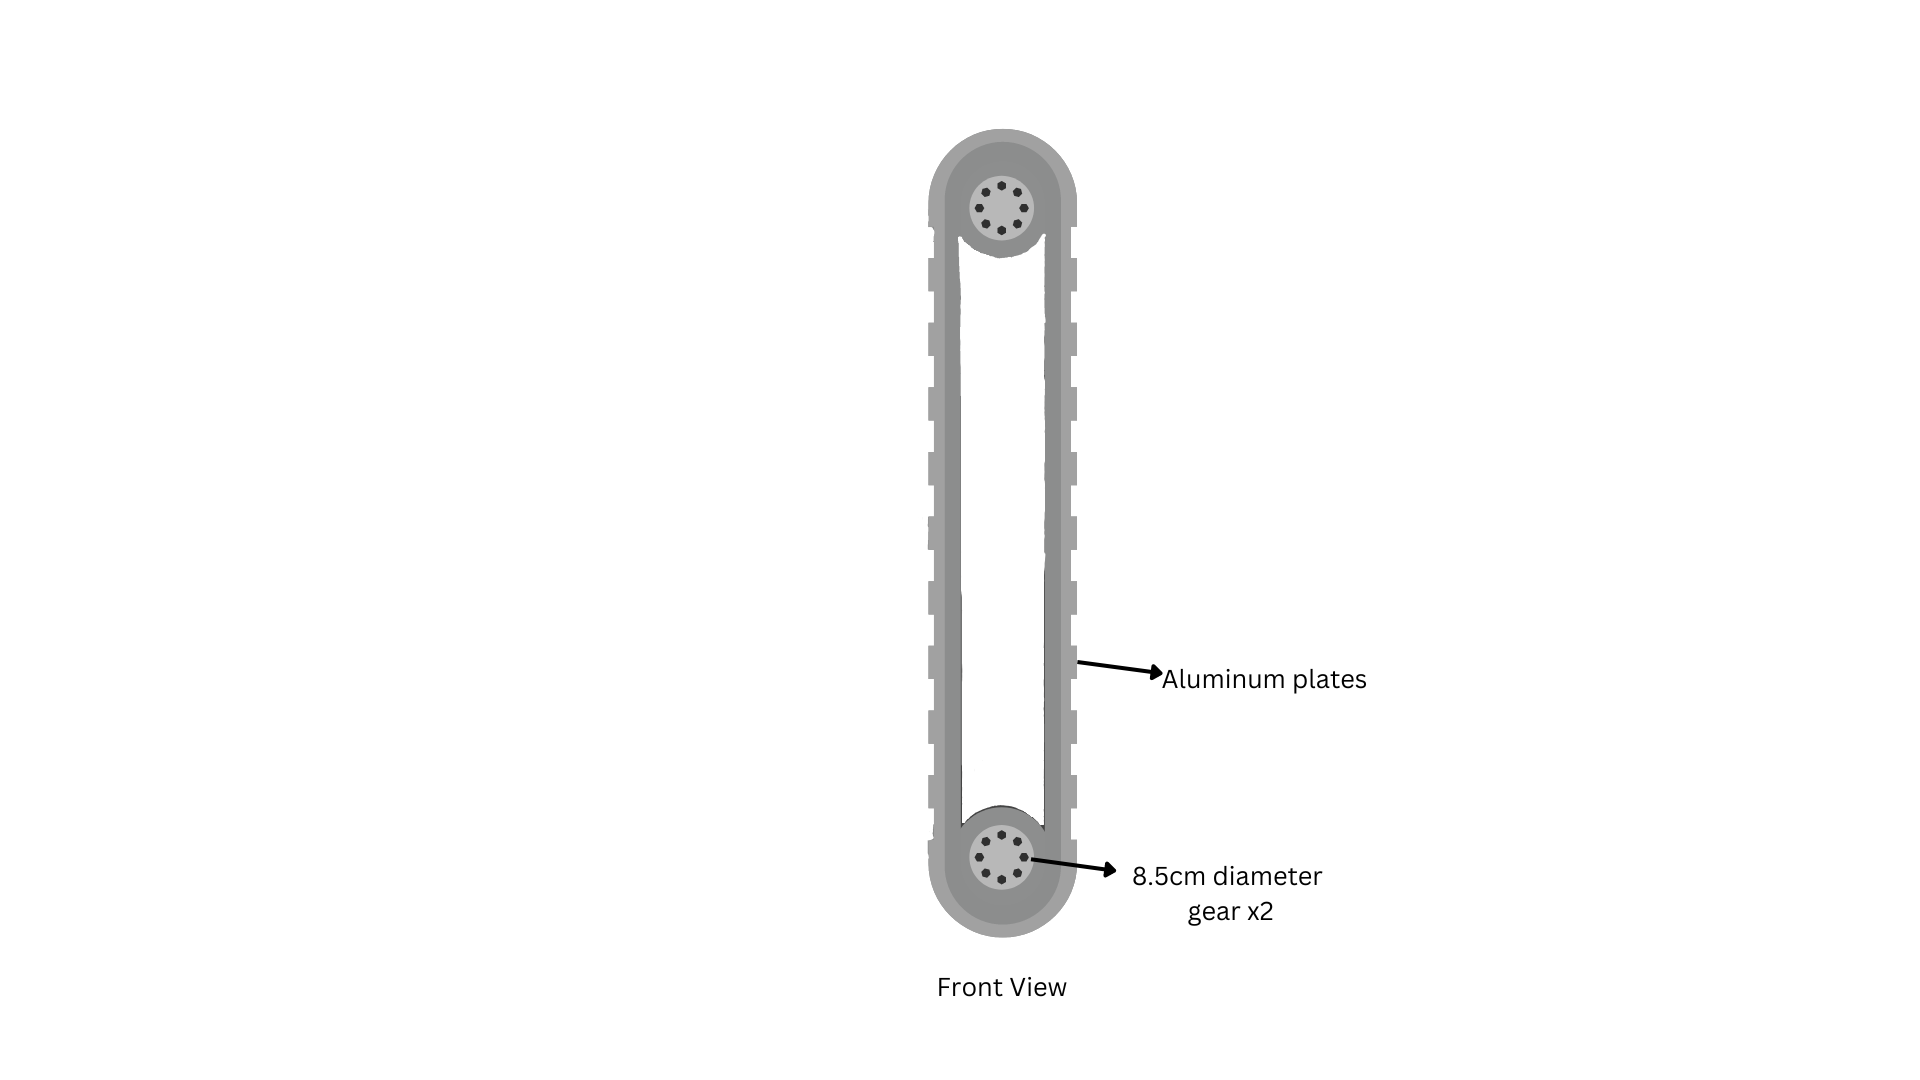 Aluminum plates
8.5cm diameter
gear x2
Front View